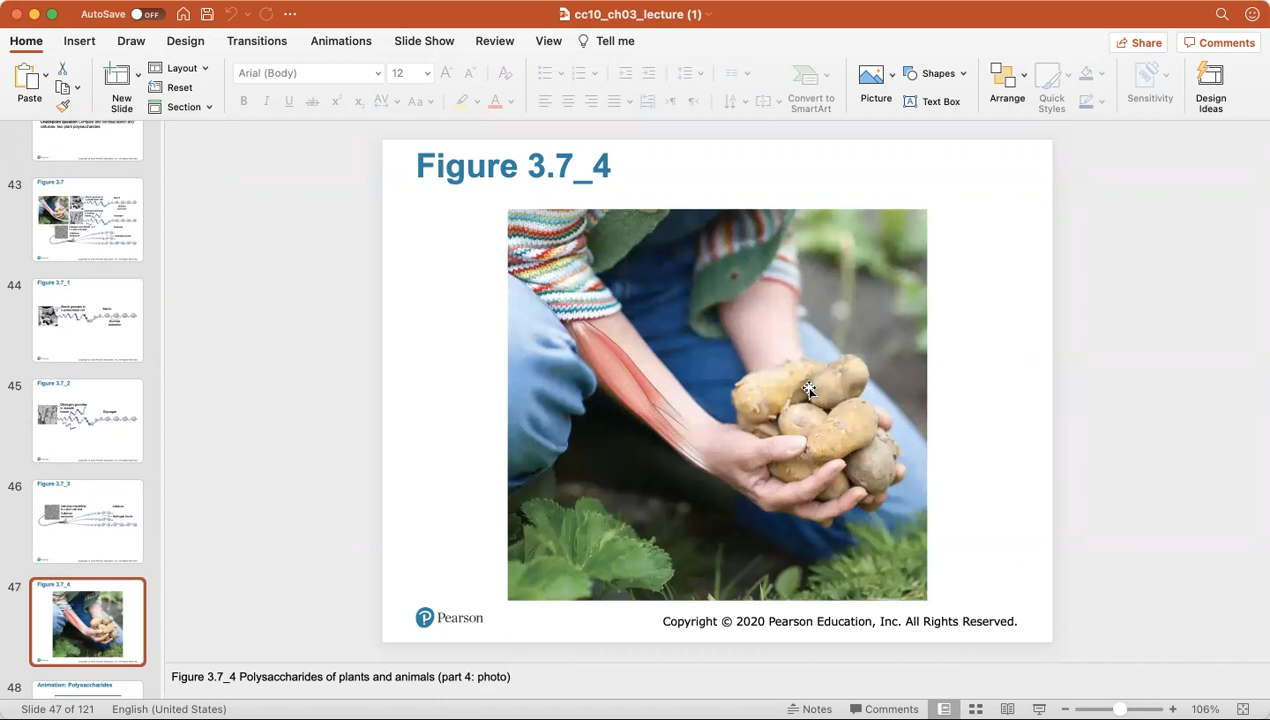 AutoSave OFF
cc10_ch03_lecture (1)
Home Insert Draw Design Transitions Animations Slide Show Review View Tell me
Share Comments
Paste
New Slide
Layout
Reset
Section
Arial (Body) 12
Convert to SmartArt
Picture
Shapes
Text Box
Arrange
Quick Styles
Sensitivity
Design Ideas
43
Figure 3.7
44
Figure 3.7_1
45
Figure 3.7_2
Glycogen
46
Figure 3.7_3
47
Figure 3.7_4
48
Animation: Polysaccharides
Figure 3.7_4
Pearson
Copyright © 2020 Pearson Education, Inc. All Rights Reserved.
Figure 3.7_4 Polysaccharides of plants and animals (part 4: photo)
Slide 47 of 121 English (United States) Notes Comments 106%